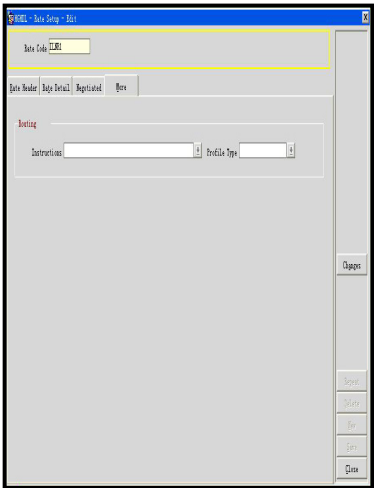 - Rate Setup - Edit
Rate Code
Rate Header Rate Detail Negotiated More
Routing
Instructions Profile Type
Changes
Repeat
Delete
New
Save
Close